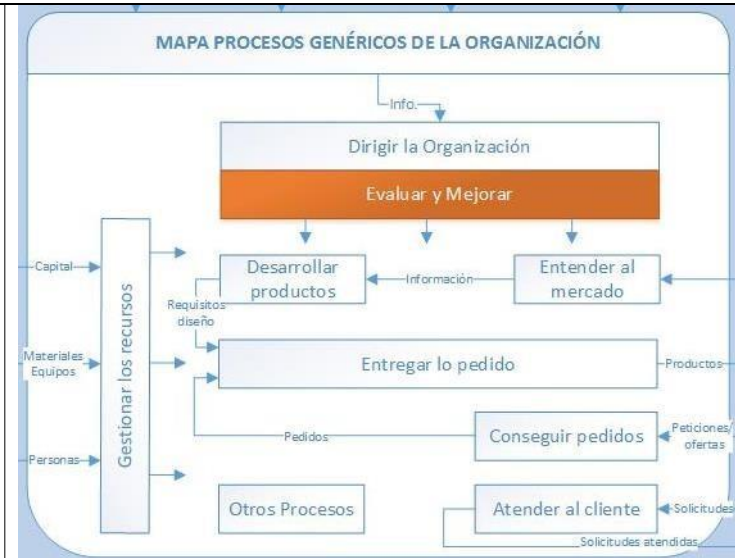 MAPA PROCESOS GENÉRICOS DE LA ORGANIZACIÓN
Info.
Dirigir la Organización
Evaluar y Mejorar
Capital
Gestionar los recursos
Desarrollar
productos
Información
Entender al
mercado
Requisitos
diseño
Materiales
Equipos
Entregar lo pedido
Productos
Pedidos
Conseguir pedidos
Peticiones/
ofertas
Personas
Otros Procesos
Atender al cliente
Solicitudes
Solicitudes atendidas